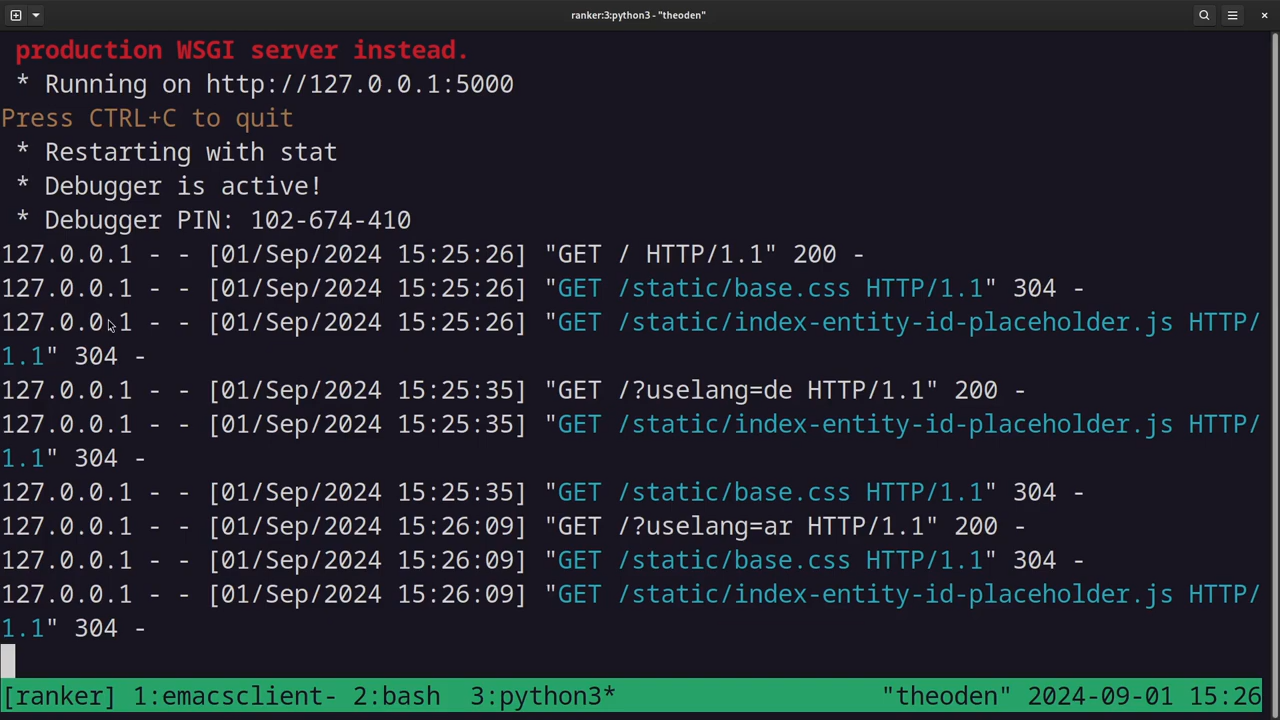 ranker:3:python3 - "theoden"
production WSGI server instead.
* Running on http://127.0.0.1:5000
Press CTRL+C to quit
* Restarting with stat
* Debugger is active!
* Debugger PIN: 102-674-410
127.0.0.1 - - [01/Sep/2024 15:25:26] "GET / HTTP/1.1" 200 -
127.0.0.1 - - [01/Sep/2024 15:25:26] "GET /static/base.css HTTP/1.1" 304 -
127.0.0.1 - - [01/Sep/2024 15:25:26] "GET /static/index-entity-id-placeholder.js HTTP/
1.1" 304 -
127.0.0.1 - - [01/Sep/2024 15:25:35] "GET /?uselang=de HTTP/1.1" 200 -
127.0.0.1 - - [01/Sep/2024 15:25:35] "GET /static/index-entity-id-placeholder.js HTTP/
1.1" 304 -
127.0.0.1 - - [01/Sep/2024 15:25:35] "GET /static/base.css HTTP/1.1" 304 -
127.0.0.1 - - [01/Sep/2024 15:26:09] "GET /?uselang=ar HTTP/1.1" 200 -
127.0.0.1 - - [01/Sep/2024 15:26:09] "GET /static/base.css HTTP/1.1" 304 -
127.0.0.1 - - [01/Sep/2024 15:26:09] "GET /static/index-entity-id-placeholder.js HTTP/
1.1" 304 -
[ranker] 1:emacsclient- 2:bash  3:python3* "theoden" 2024-09-01 15:26